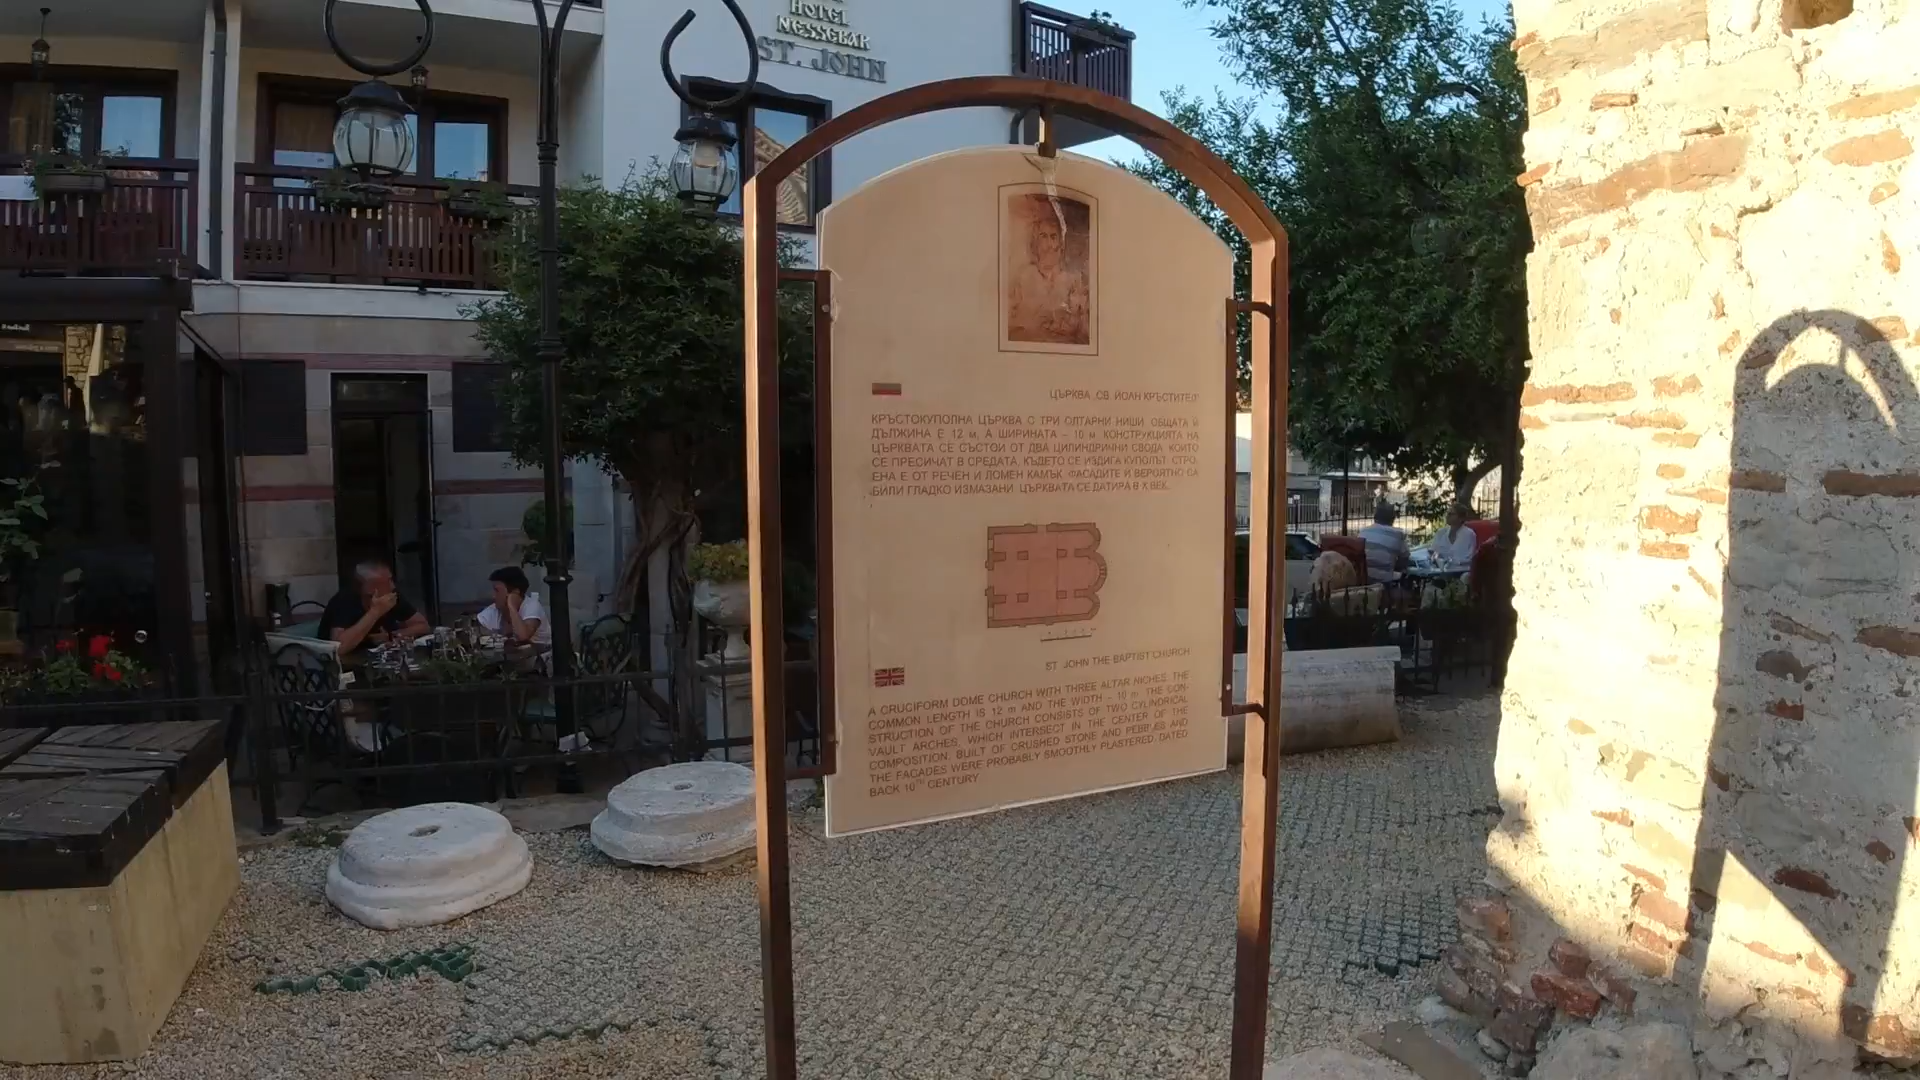 HOTEL
NESSEBAR
ST. JOHN
ЦЪРКВА „СВ. ЙОАН КРЪСТИТЕЛ“
КРЪСТОКУПОЛНА ЦЪРКВА С ТРИ ОЛТАРНИ НИШИ. ОБЩАТА Й
ДЪЛЖИНА Е 12 м, А ШИРИНАТА – 10 м. КОНСТРУКЦИЯТА НА
ЦЪРКВАТА СЕ СЪСТОИ ОТ ДВА ЦИЛИНДРИЧНИ СВОДА, КОИТО
СЕ ПРЕСИЧАТ В СРЕДАТА, КЪДЕТО СЕ ИЗДИГА КУПОЛЪТ. СТРО-
ЕНА Е ОТ РЕЧЕН И ЛОМЕН КАМЪК. ФАСАДИТЕ Й ВЕРОЯТНО СА
БИЛИ ГЛАДКО ИЗМАЗАНИ. ЦЪРКВАТА СЕ ДАТИРА В X ВЕК.
ST. JOHN THE BAPTIST CHURCH
A CRUCIFORM DOME CHURCH WITH THREE ALTAR NICHES. THE
COMMON LENGTH IS 12 m AND THE WIDTH – 10 m. THE CON-
STRUCTION OF THE CHURCH CONSISTS OF TWO CYLINDRICAL
VAULT ARCHES, WHICH INTERSECT IN THE CENTER OF THE
COMPOSITION. BUILT OF CRUSHED STONE AND PEBBLES AND
THE FACADES WERE PROBABLY SMOOTHLY PLASTERED. DATED
BACK 10TH CENTURY
392